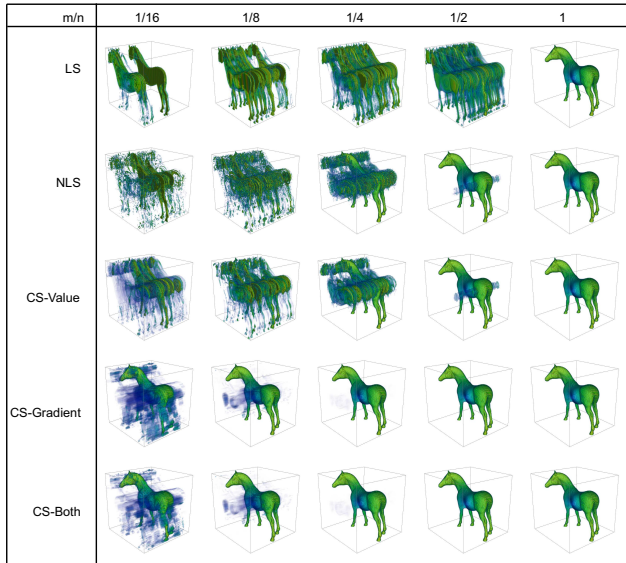 m/n 1/16 1/8 1/4 1/2 1
LS
NLS
CS-Value
CS-Gradient
CS-Both